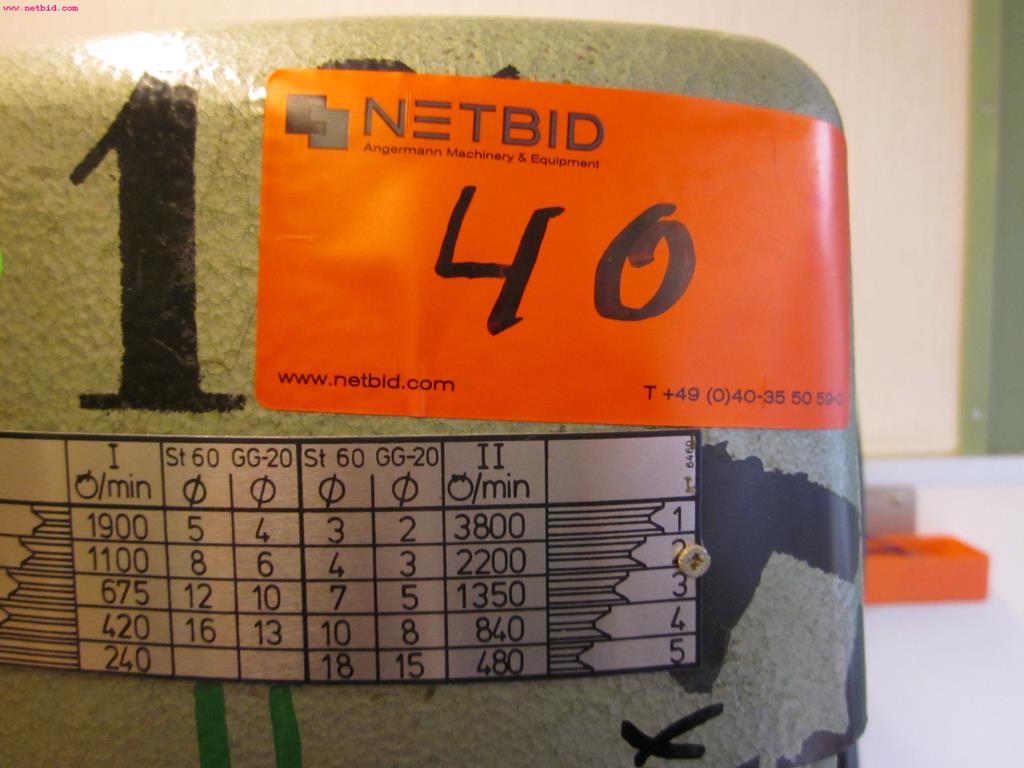 www.netbid.com
1
NETBID
Angermann Machinery & Equipment
40
www.netbid.com
T +49 (0)40-35 50 59-0
I St 60 GG-20 St 60 GG-20 II
/min Ø Ø Ø Ø /min
1900 5 4 3 2 3800 1
1100 8 6 4 3 2200 2
675 12 10 7 5 1350 3
420 16 13 10 8 840 4
240 18 15 480 5